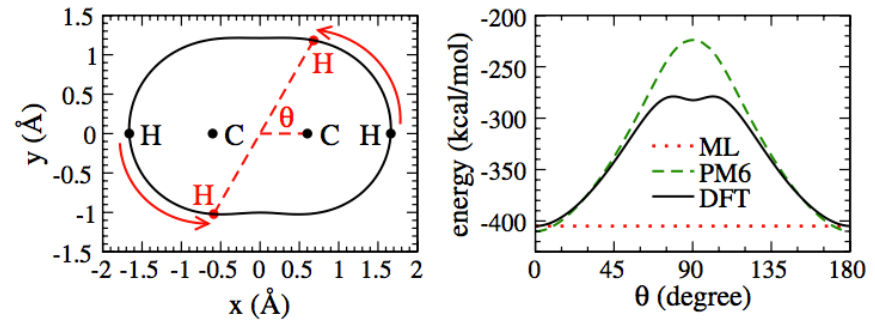 1.5
1
0.5
0
-0.5
-1
-1.5
y (Å)
H
H C θ C H
H
-2 -1.5 -1 -0.5 0 0.5 1 1.5 2
x (Å)
-200
-250
-300
-350
-400
energy (kcal/mol)
ML
PM6
DFT
0 45 90 135 180
θ (degree)